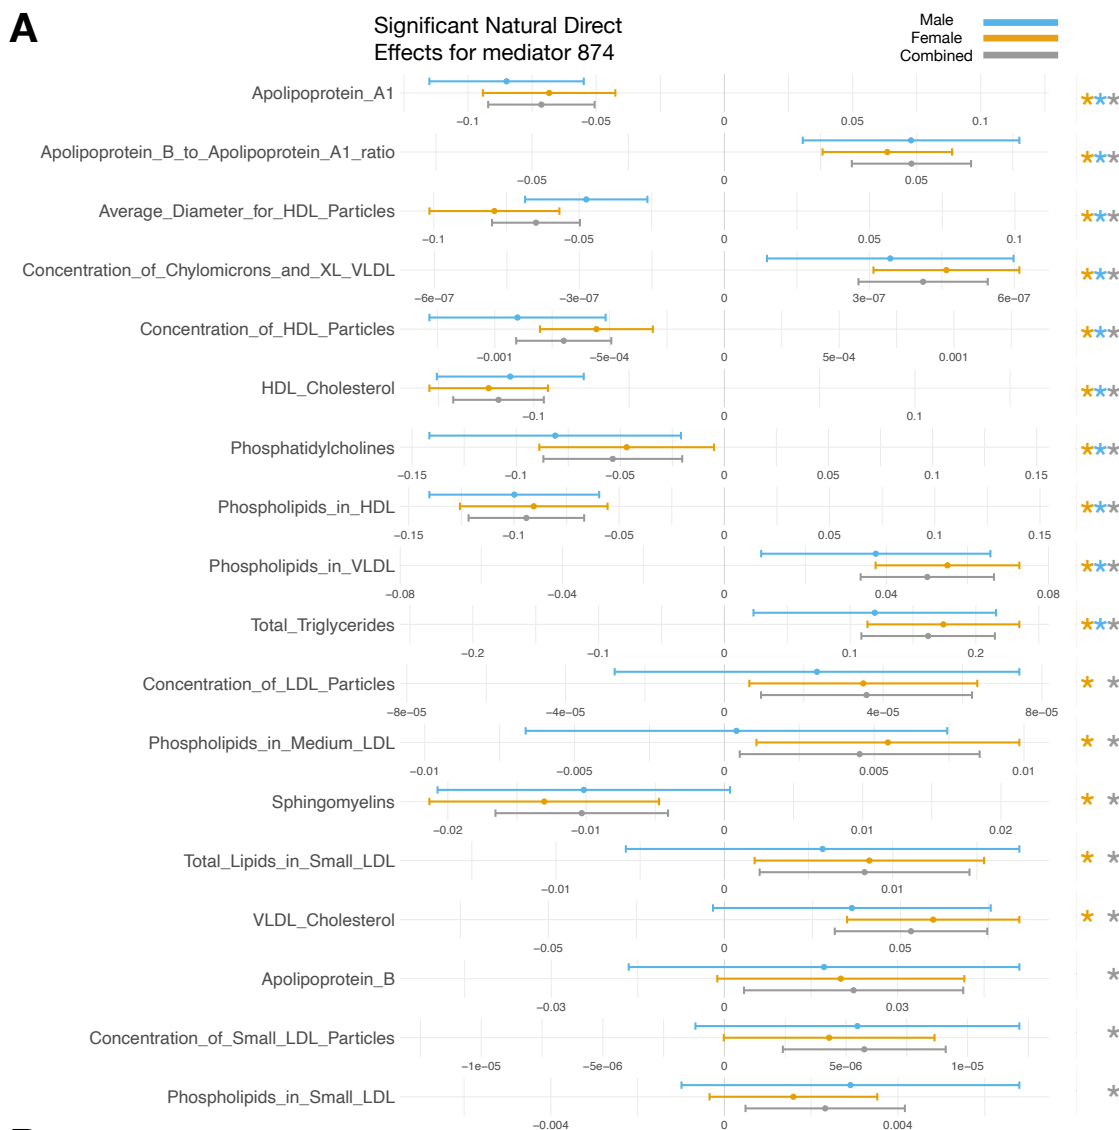 A
Significant Natural Direct
Effects for mediator 874
Male
Female
Combined
Apolipoprotein_A1
***
−0.1 −0.05 0 0.05 0.1
Apolipoprotein_B_to_Apolipoprotein_A1_ratio
***
−0.05 0 0.05
Average_Diameter_for_HDL_Particles
***
−0.1 −0.05 0 0.05 0.1
Concentration_of_Chylomicrons_and_XL_VLDL
***
−6e−07 −3e−07 0 3e−07 6e−07
Concentration_of_HDL_Particles
***
−0.001 −5e−04 0 5e−04 0.001
HDL_Cholesterol
***
−0.1 0 0.1
Phosphatidylcholines
***
−0.15 −0.1 −0.05 0 0.05 0.1 0.15
Phospholipids_in_HDL
***
−0.15 −0.1 −0.05 0 0.05 0.1 0.15
Phospholipids_in_VLDL
***
−0.08 −0.04 0 0.04 0.08
Total_Triglycerides
***
−0.2 −0.1 0 0.1 0.2
Concentration_of_LDL_Particles
* *
−8e−05 −4e−05 0 4e−05 8e−05
Phospholipids_in_Medium_LDL
* *
−0.01 −0.005 0 0.005 0.01
Sphingomyelins
* *
−0.02 −0.01 0 0.01 0.02
Total_Lipids_in_Small_LDL
* *
−0.01 0 0.01
VLDL_Cholesterol
* *
−0.05 0 0.05
Apolipoprotein_B
*
−0.03 0 0.03
Concentration_of_Small_LDL_Particles
*
−1e−05 −5e−06 0 5e−06 1e−05
Phospholipids_in_Small_LDL
*
−0.004 0 0.004